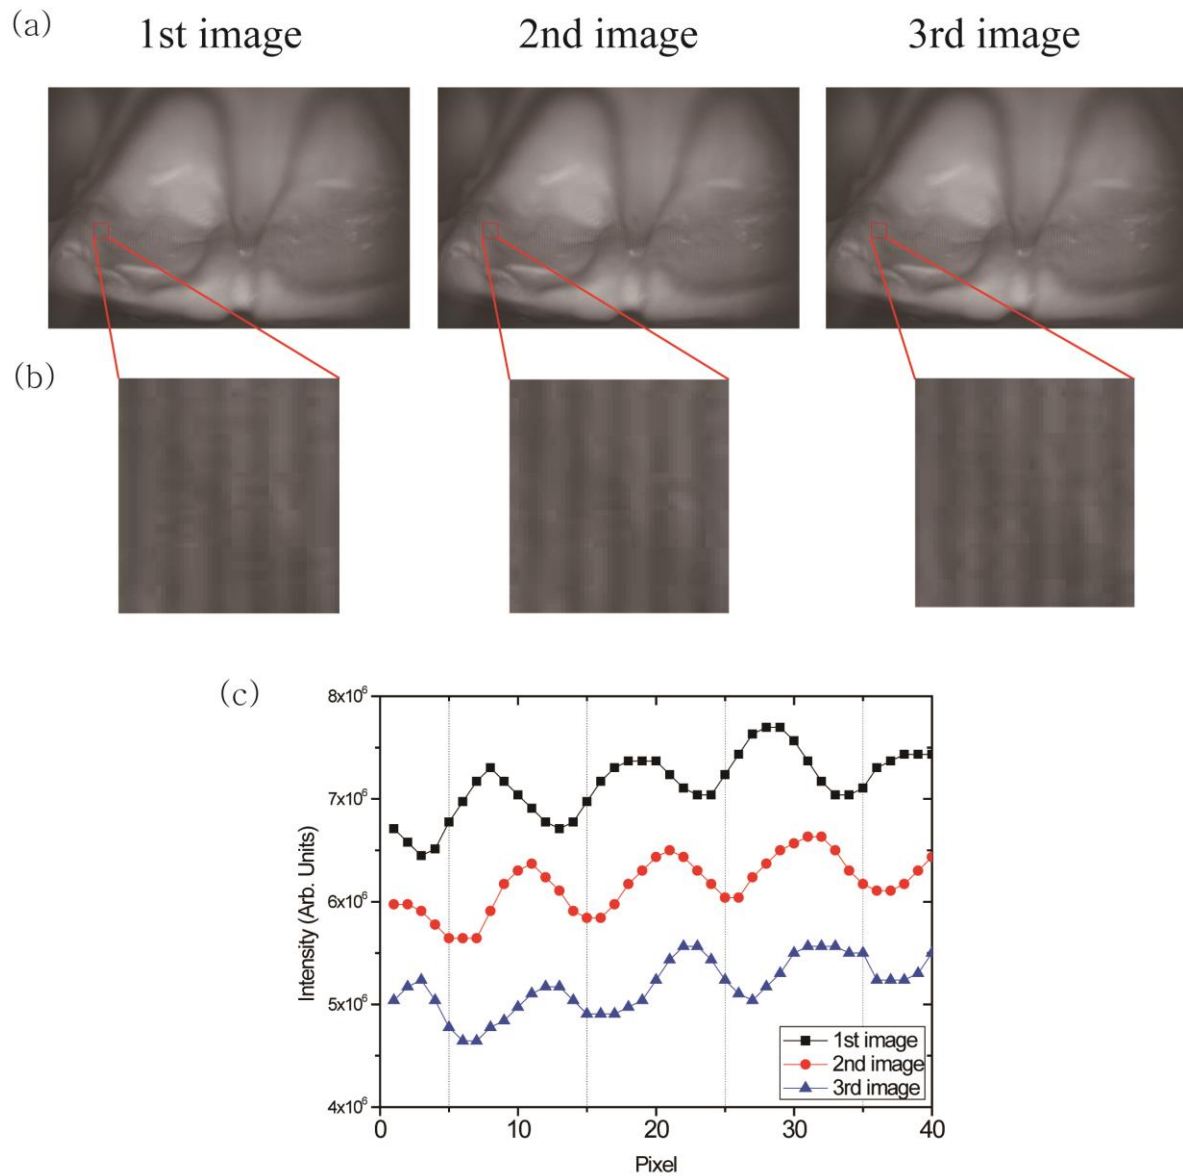 (a)
1st image 2nd image 3rd image
(b)
(c)
8x10⁶
7x10⁶
6x10⁶
5x10⁶
4x10⁶
Intensity (Arb. Units)
1st image
2nd image
3rd image
0 10 20 30 40
Pixel